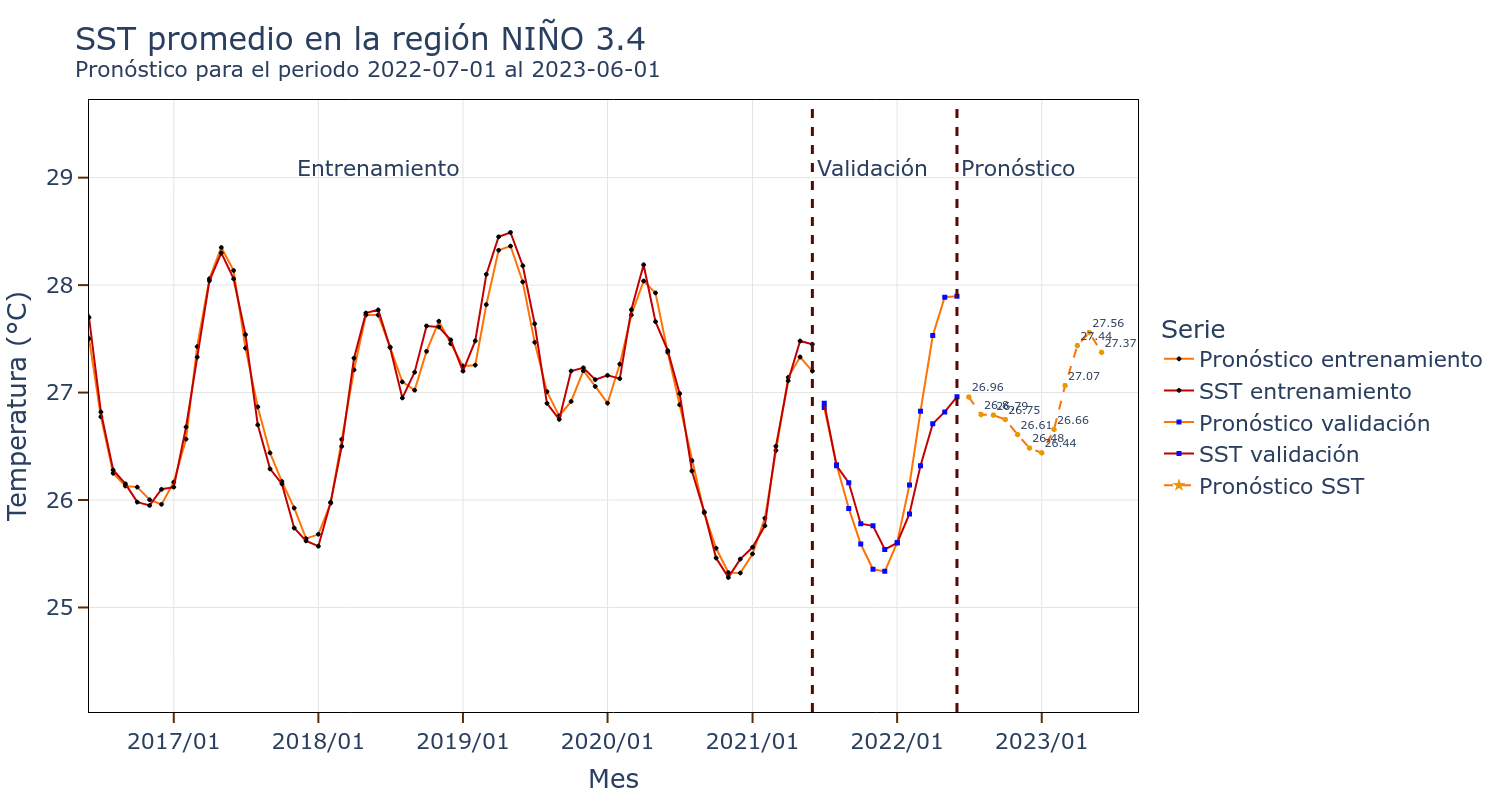 SST promedio en la región NIÑO 3.4
Pronóstico para el periodo 2022-07-01 al 2023-06-01
Entrenamiento
Validación
Pronóstico
29
28
27
26
25
Temperatura (°C)
26.96
26.8
26.79
26.75
26.61
26.48
26.44
26.66
27.07
27.44
27.56
27.37
2017/01
2018/01
2019/01
2020/01
2021/01
2022/01
2023/01
Mes
Serie
Pronóstico entrenamiento
SST entrenamiento
Pronóstico validación
SST validación
Pronóstico SST